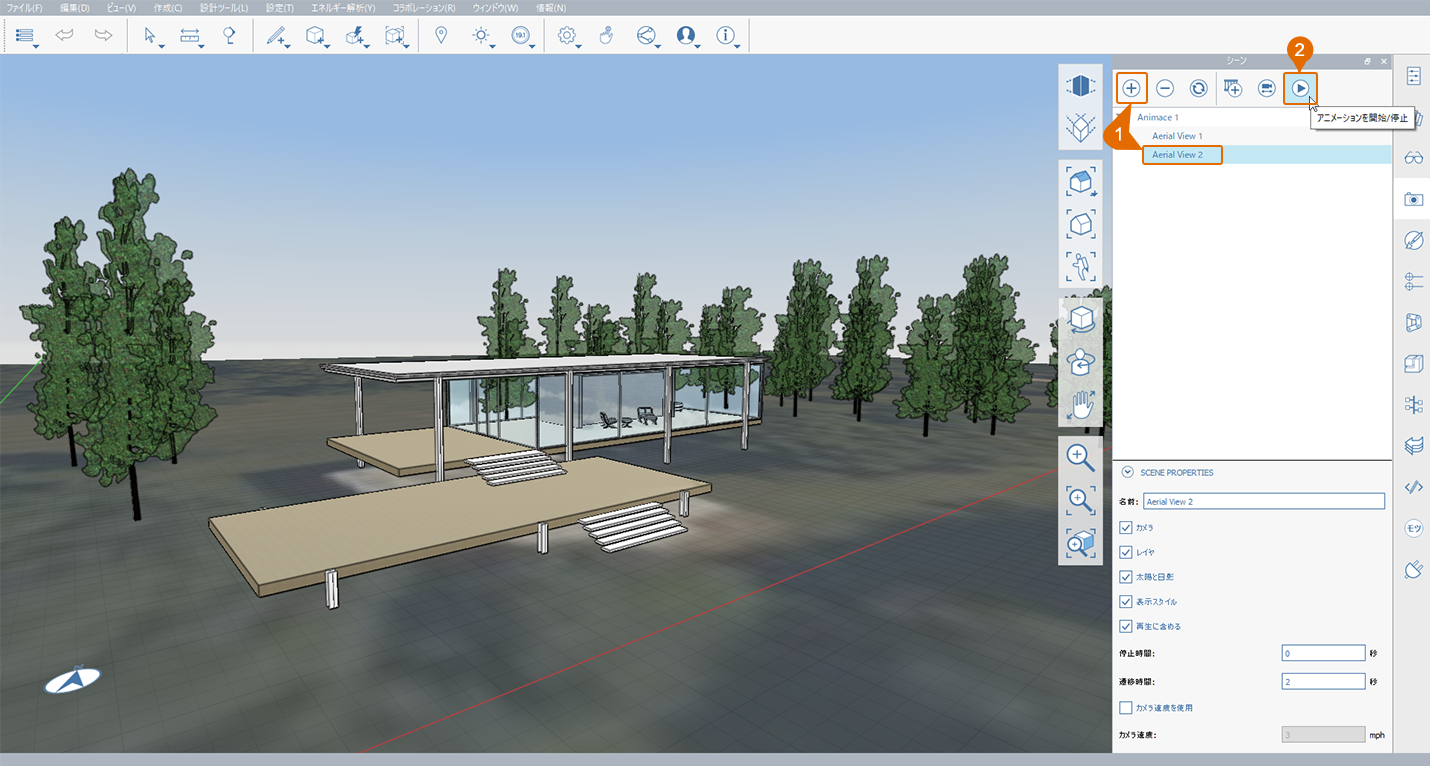 ファイル(F) 編集(D) ビュー(V) 作成(C) 設計ツール(L) 設定(T) エネルギー解析(Y) コラボレーション(R) ウィンドウ(W) 情報(N)
19.1
シーン
2
1
アニメーションを開始/停止
Animace 1
Aerial View 1
Aerial View 2
SCENE PROPERTIES
名前: Aerial View 2
カメラ
レイヤ
太陽と日影
表示スタイル
再生に含める
停止時間: 0 秒
遷移時間: 2 秒
カメラ速度を使用
カメラ速度: 3 mph
モツ